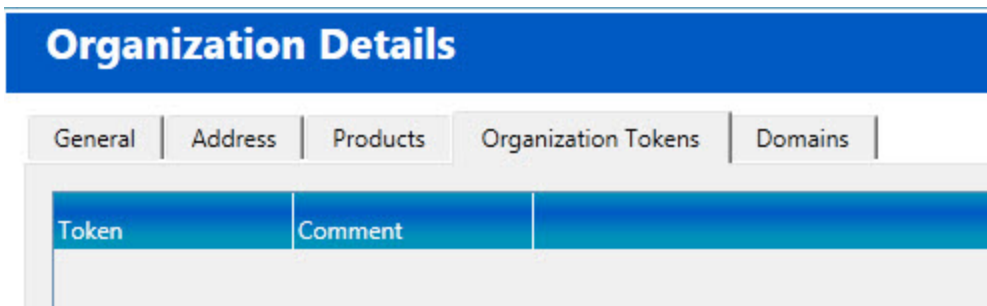 Organization Details
General Address Products Organization Tokens Domains
Token Comment